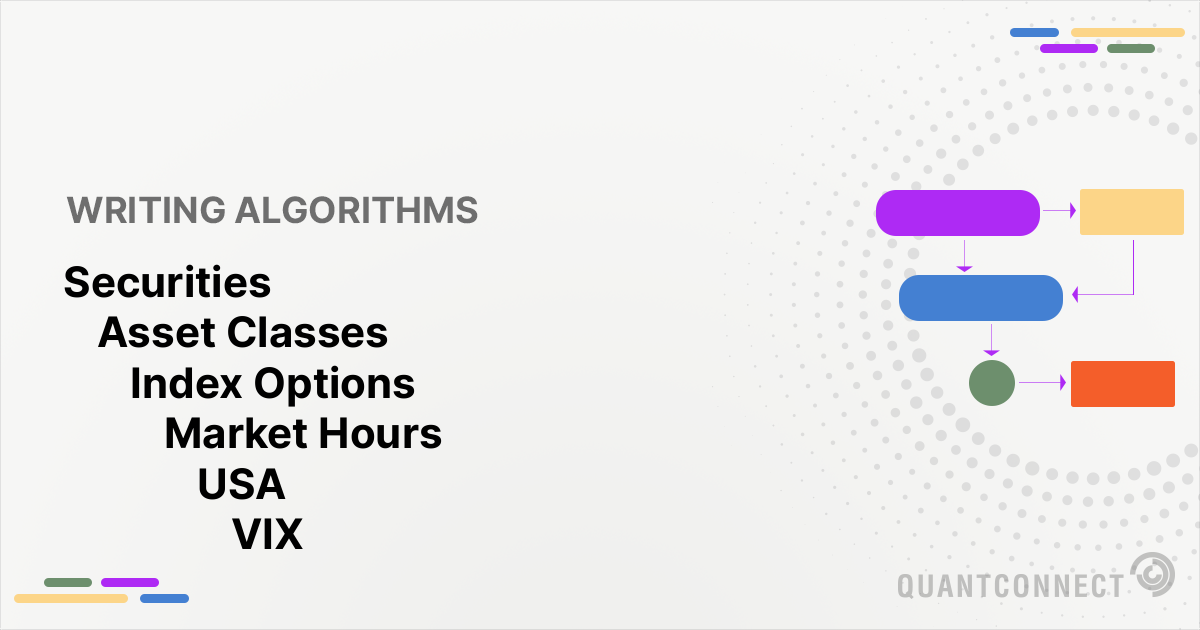 WRITING ALGORITHMS
Securities
Asset Classes
Index Options
Market Hours
USA
VIX
QUANTCONNECT